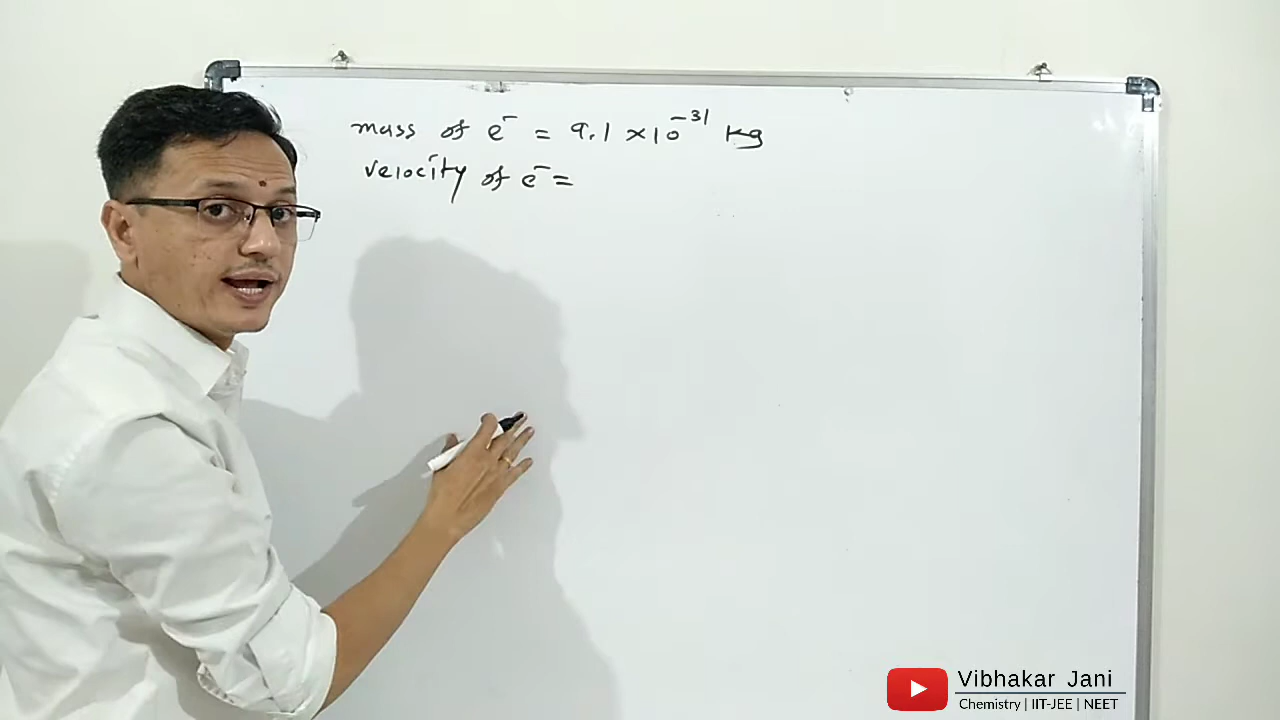 mass of e⁻ = 9.1 × 10⁻³¹ kg
velocity of e⁻ =
Vibhakar Jani
Chemistry | IIT-JEE | NEET